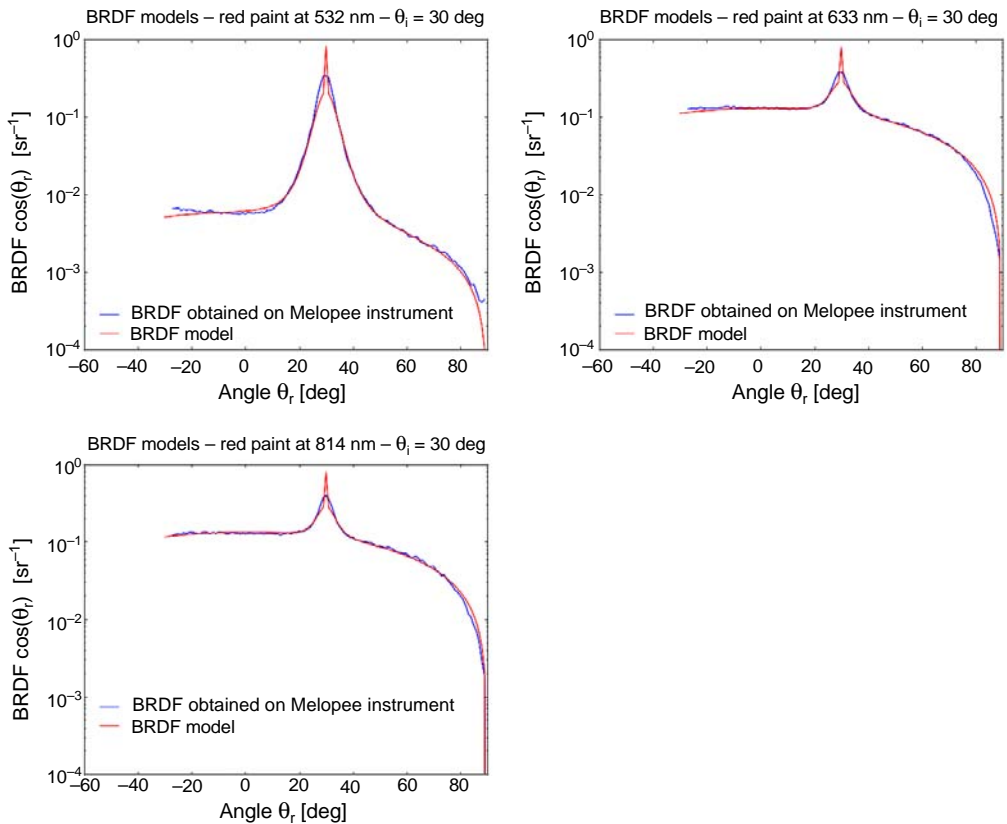 BRDF models – red paint at 532 nm – θi = 30 deg
10^0
10^–1
10^–2
10^–3
10^–4
BRDF cos(θr) [sr^–1]
BRDF obtained on Melopee instrument
BRDF model
–60 –40 –20 0 20 40 60 80
Angle θr [deg]
BRDF models – red paint at 633 nm – θi = 30 deg
10^0
10^–1
10^–2
10^–3
10^–4
BRDF cos(θr) [sr^–1]
BRDF obtained on Melopee instrument
BRDF model
–60 –40 –20 0 20 40 60 80
Angle θr [deg]
BRDF models – red paint at 814 nm – θi = 30 deg
10^0
10^–1
10^–2
10^–3
10^–4
BRDF cos(θr) [sr^–1]
BRDF obtained on Melopee instrument
BRDF model
–60 –40 –20 0 20 40 60 80
Angle θr [deg]